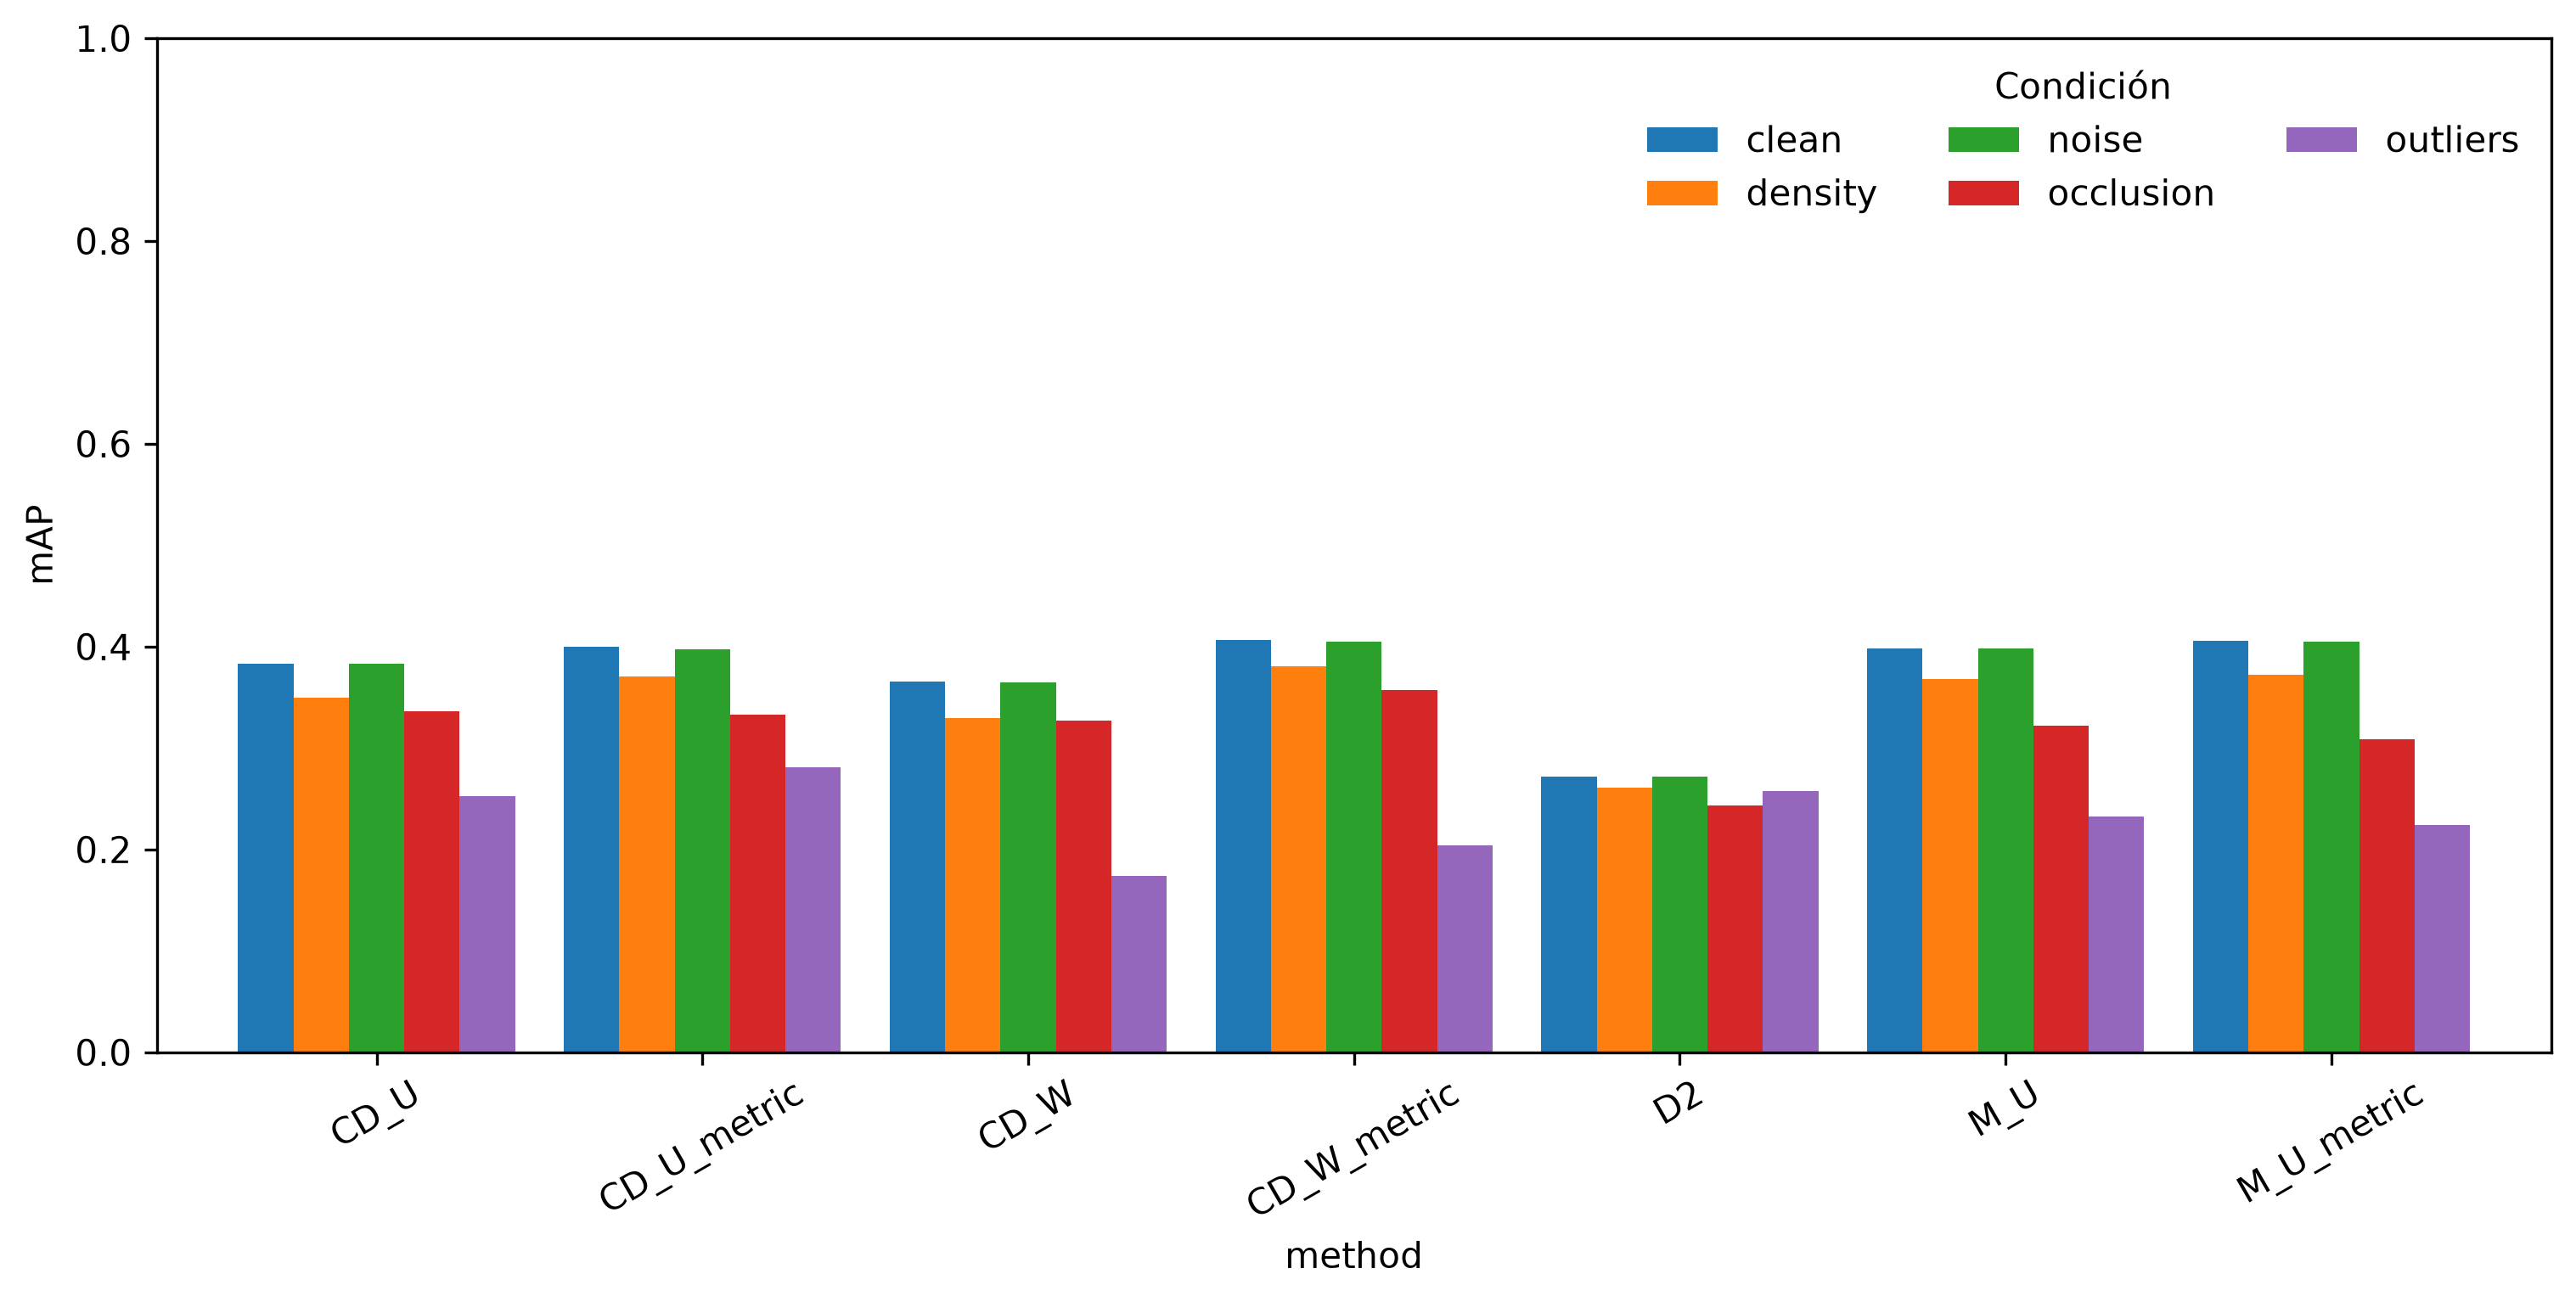 1.0
0.8
0.6
0.4
0.2
0.0
mAP
Condición
clean
density
noise
occlusion
outliers
CD_U
CD_U_metric
CD_W
CD_W_metric
D2
M_U
M_U_metric
method